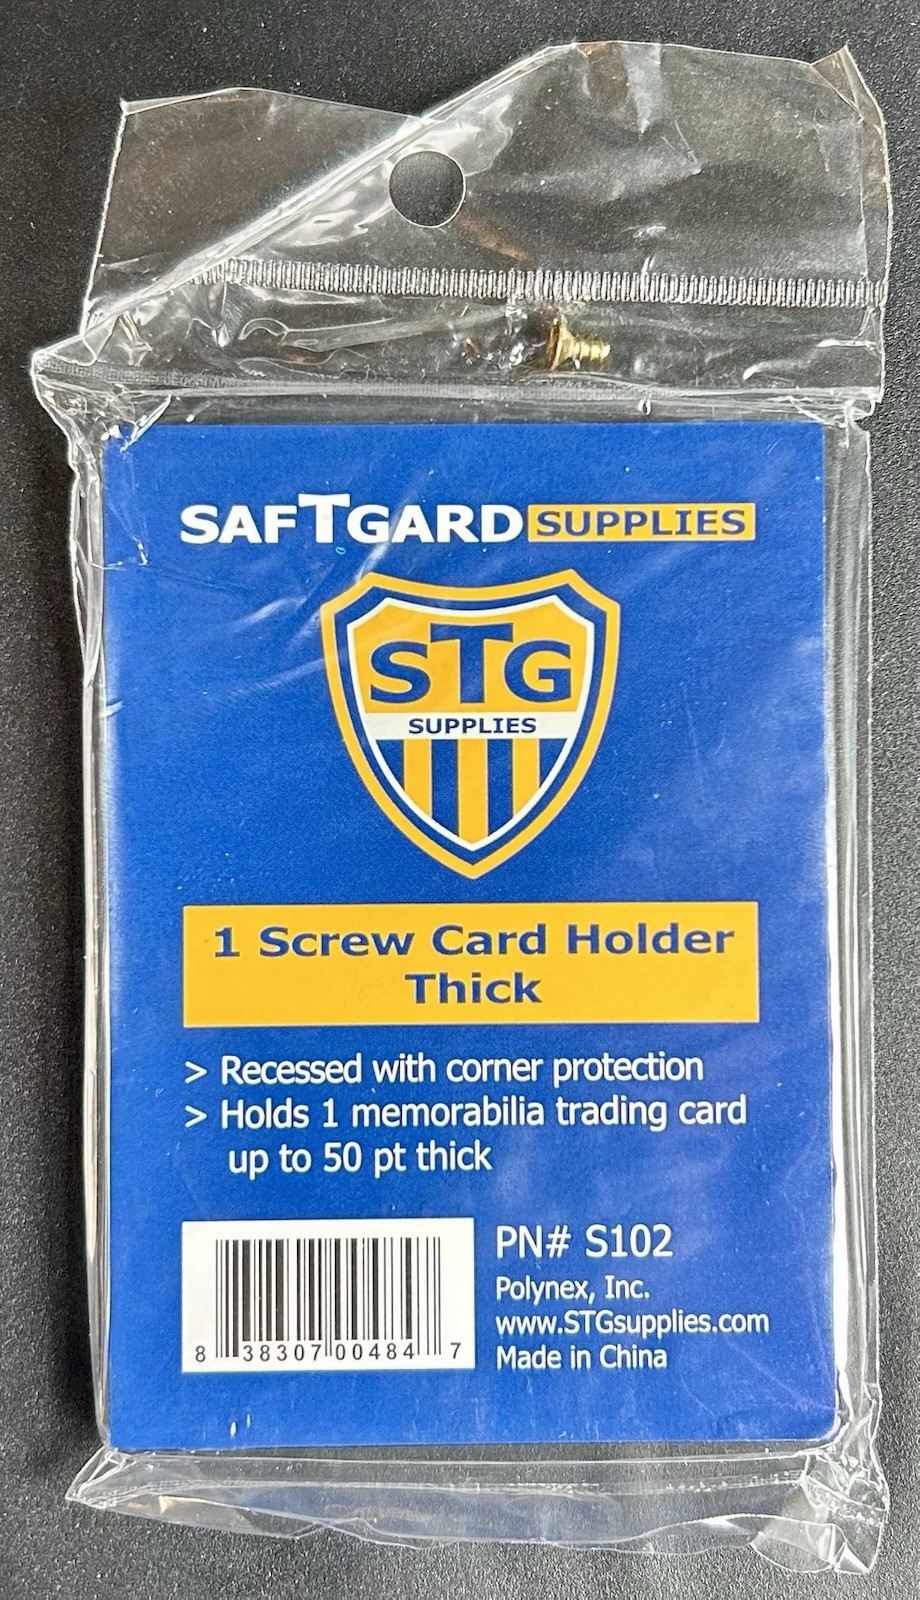 SAFTGARD SUPPLIES
STG
SUPPLIES
1 Screw Card Holder
Thick
> Recessed with corner protection
> Holds 1 memorabilia trading card
up to 50 pt thick
8 38307 00484 7
PN# S102
Polynex, Inc.
www.STGsupplies.com
Made in China